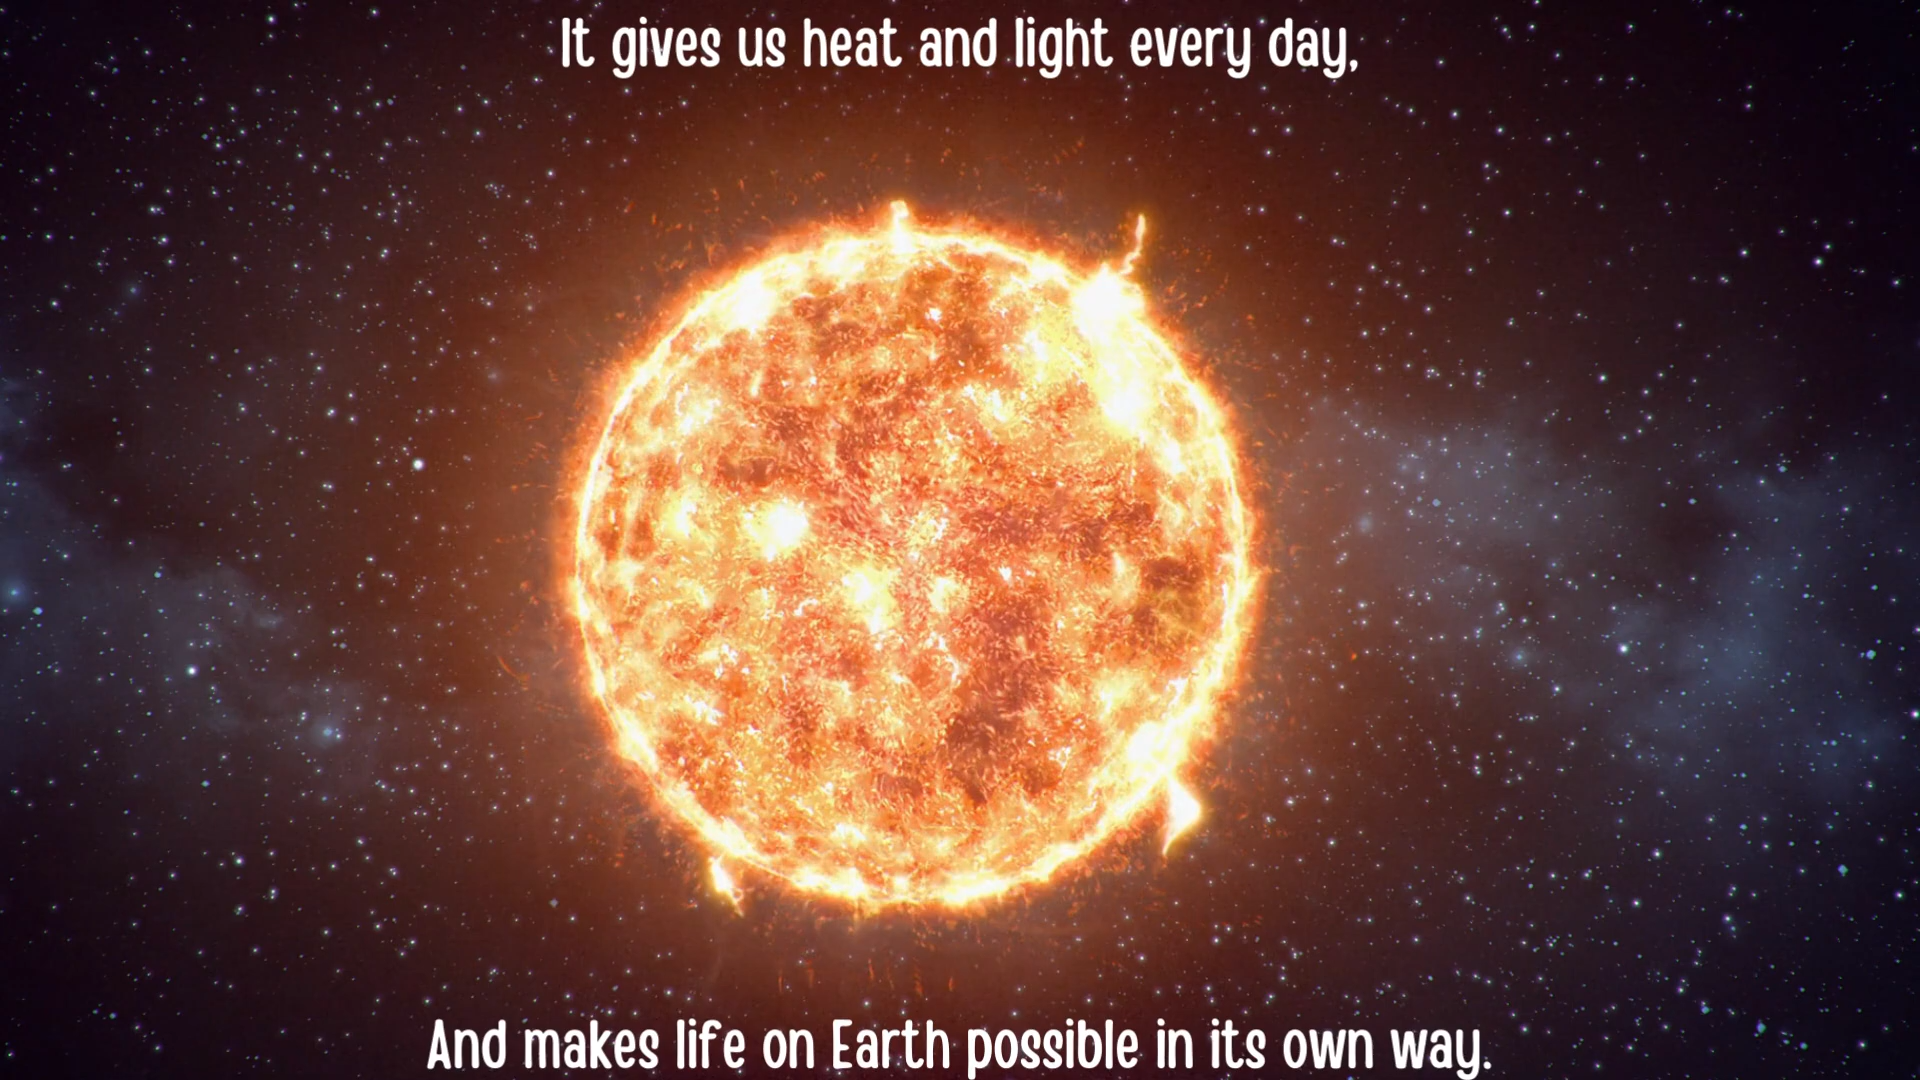 It gives us heat and light every day,
And makes life on Earth possible in its own way.